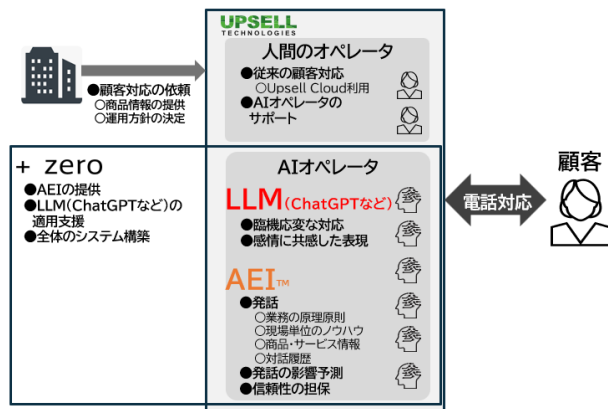 UPSELL
TECHNOLOGIES
人間のオペレータ
●従来の顧客対応
○Upsell Cloud利用
●AIオペレータの
サポート
●顧客対応の依頼
○商品情報の提供
○運用方針の決定
+ zero
●AEIの提供
●LLM(ChatGPTなど)の
適用支援
●全体のシステム構築
AIオペレータ
LLM(ChatGPTなど)
●臨機応変な対応
●感情に共感した表現
AEI™
●発話
○業務の原理原則
○現場単位のノウハウ
○商品・サービス情報
○対話履歴
●発話の影響予測
●信頼性の担保
電話対応
顧客